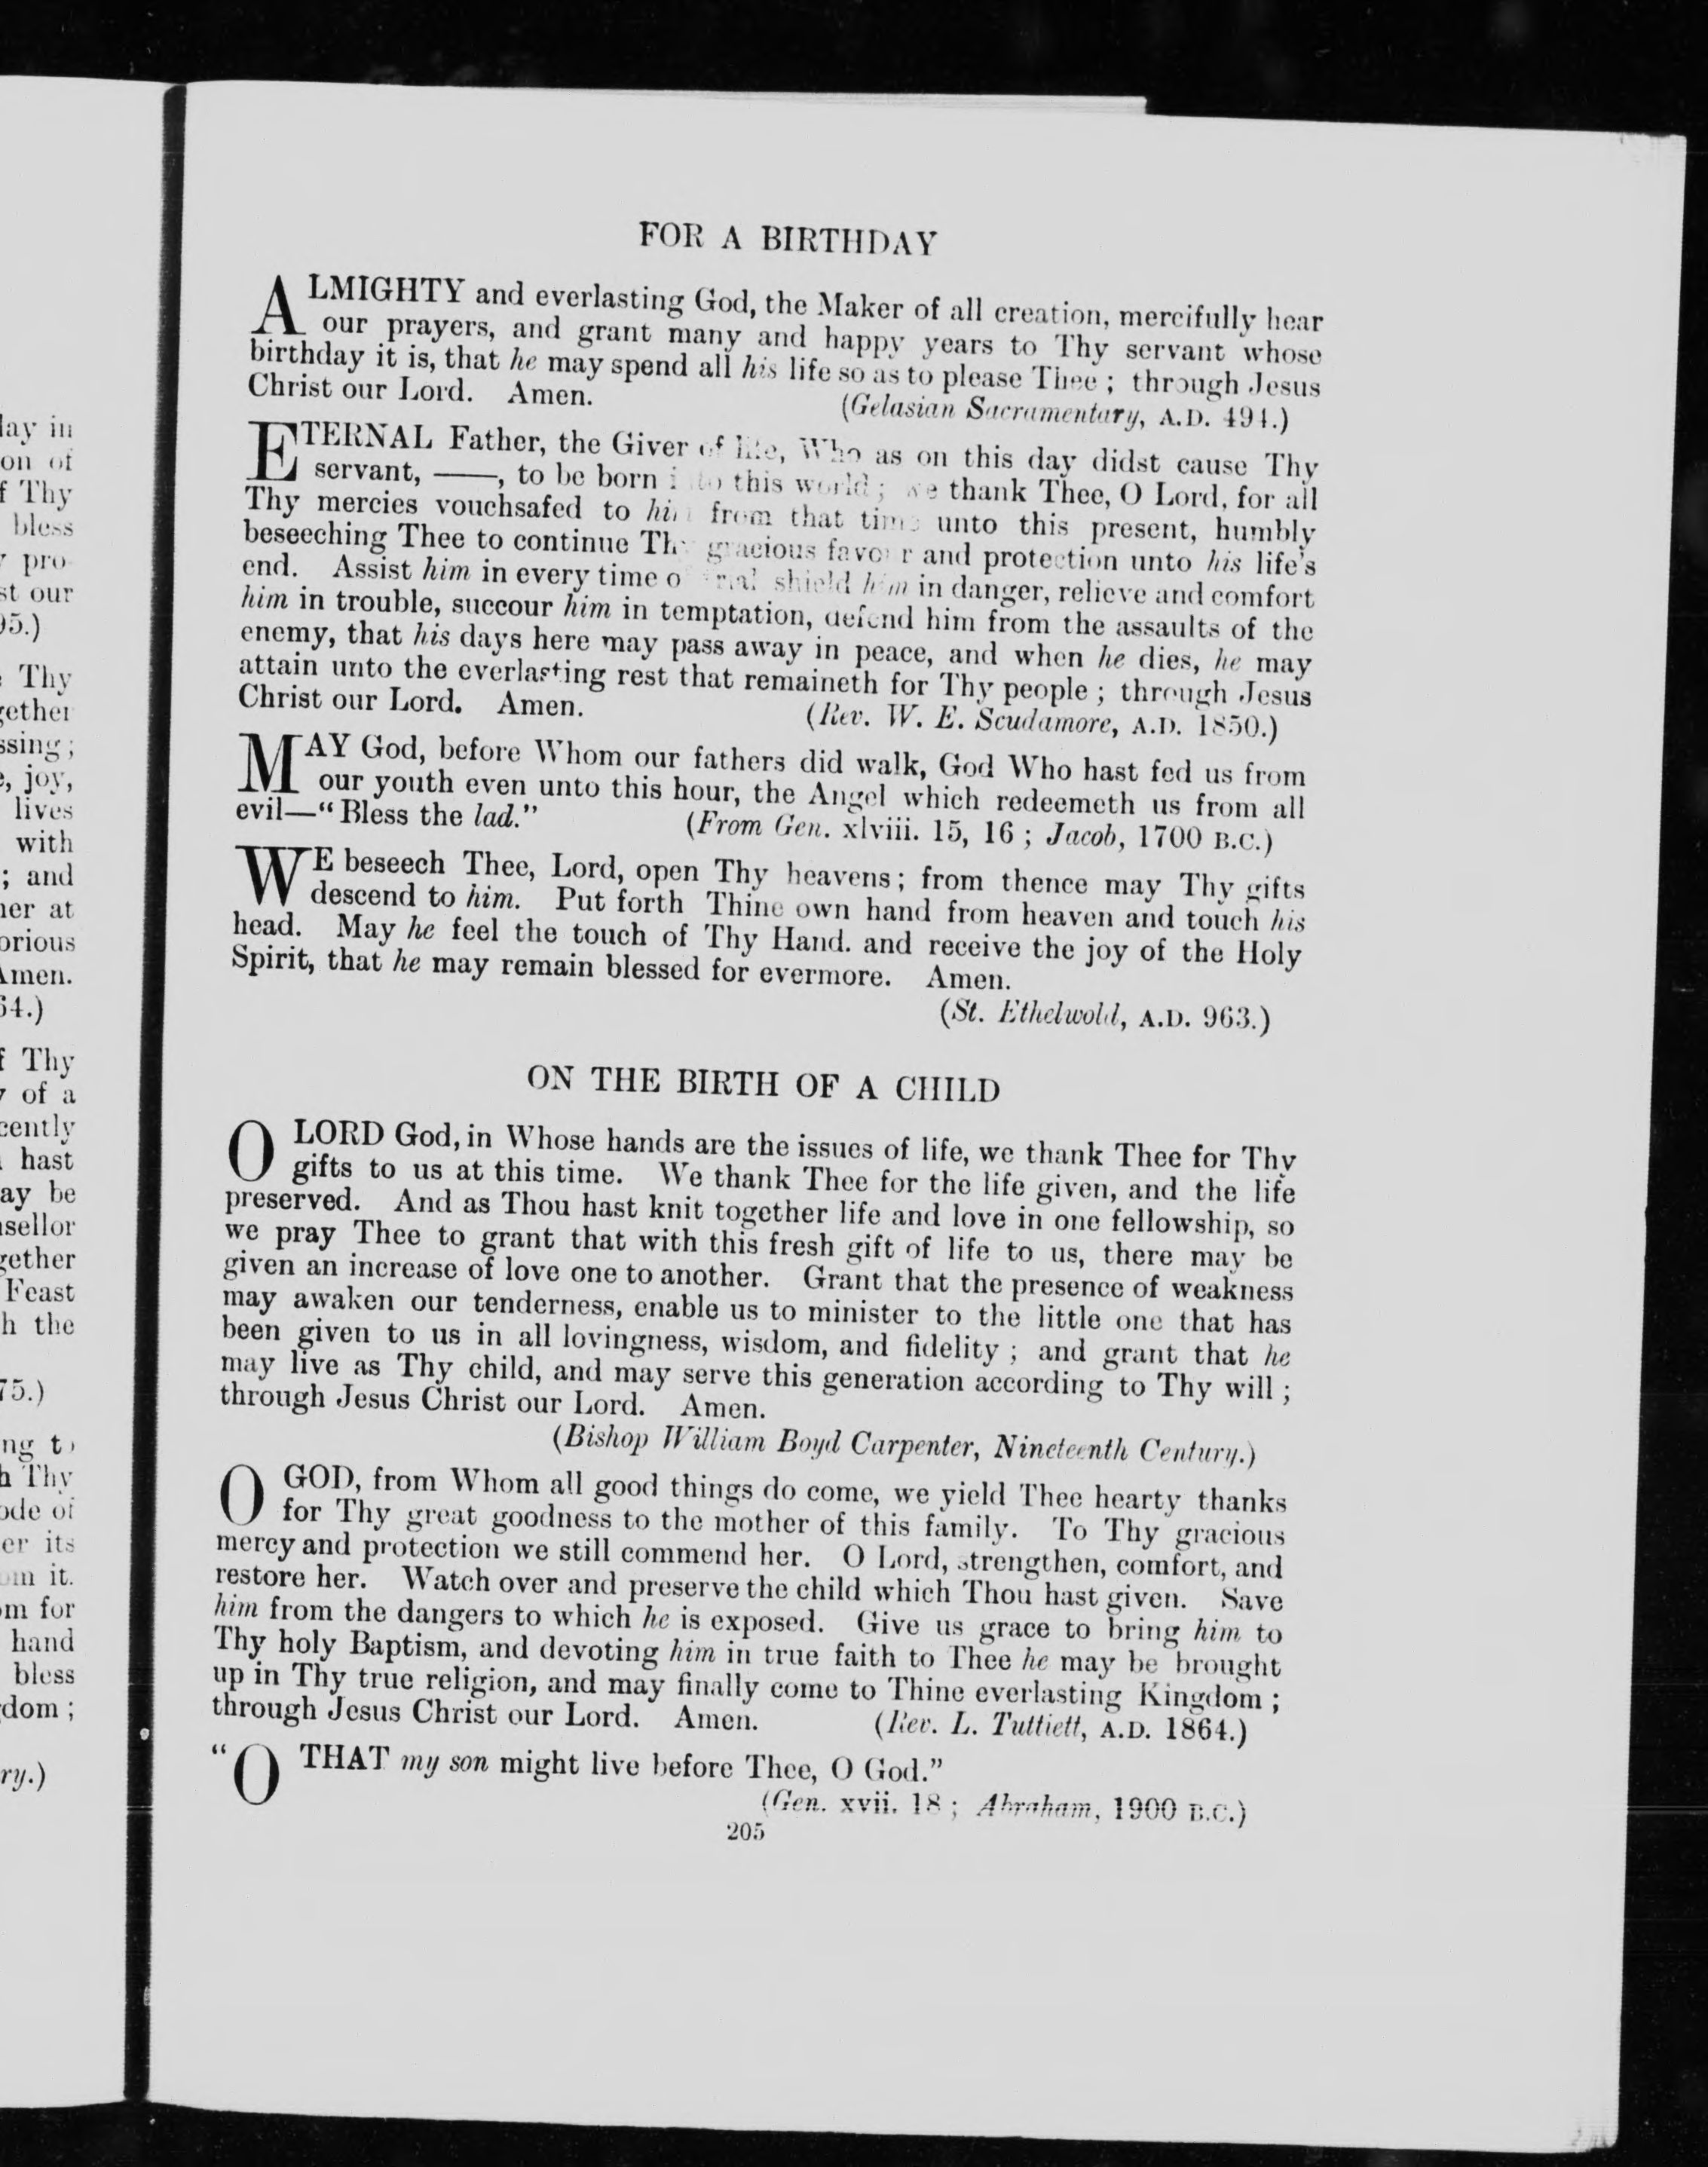 FOR A BIRTHDAY
ALMIGHTY and everlasting God, the Maker of all creation, mercifully hear
our prayers, and grant many and happy years to Thy servant whose
birthday it is, that he may spend all his life so as to please Thee ; through Jesus
Christ our Lord. Amen. (Gelasian Sacramentary, A.D. 494.)
ETERNAL Father, the Giver of life, Who as on this day didst cause Thy
servant, ——, to be born into this world ; we thank Thee, O Lord, for all
Thy mercies vouchsafed to him from that time unto this present, humbly
beseeching Thee to continue Thy gracious favour and protection unto his life's
end. Assist him in every time o trial shield him in danger, relieve and comfort
him in trouble, succour him in temptation, defend him from the assaults of the
enemy, that his days here may pass away in peace, and when he dies, he may
attain unto the everlasting rest that remaineth for Thy people ; through Jesus
Christ our Lord. Amen. (Rev. W. E. Scudamore, A.D. 1850.)
MAY God, before Whom our fathers did walk, God Who hast fed us from
our youth even unto this hour, the Angel which redeemeth us from all
evil—“Bless the lad.” (From Gen. xlviii. 15, 16 ; Jacob, 1700 B.C.)
WE beseech Thee, Lord, open Thy heavens ; from thence may Thy gifts
descend to him. Put forth Thine own hand from heaven and touch his
head. May he feel the touch of Thy Hand. and receive the joy of the Holy
Spirit, that he may remain blessed for evermore. Amen.
(St. Ethelwold, A.D. 963.)
ON THE BIRTH OF A CHILD
O LORD God, in Whose hands are the issues of life, we thank Thee for Thy
gifts to us at this time. We thank Thee for the life given, and the life
preserved. And as Thou hast knit together life and love in one fellowship, so
we pray Thee to grant that with this fresh gift of life to us, there may be
given an increase of love one to another. Grant that the presence of weakness
may awaken our tenderness, enable us to minister to the little one that has
been given to us in all lovingness, wisdom, and fidelity ; and grant that he
may live as Thy child, and may serve this generation according to Thy will ;
through Jesus Christ our Lord. Amen.
(Bishop William Boyd Carpenter, Nineteenth Century.)
O GOD, from Whom all good things do come, we yield Thee hearty thanks
for Thy great goodness to the mother of this family. To Thy gracious
mercy and protection we still commend her. O Lord, strengthen, comfort, and
restore her. Watch over and preserve the child which Thou hast given. Save
him from the dangers to which he is exposed. Give us grace to bring him to
Thy holy Baptism, and devoting him in true faith to Thee he may be brought
up in Thy true religion, and may finally come to Thine everlasting Kingdom ;
through Jesus Christ our Lord. Amen. (Rev. L. Tuttiett, A.D. 1864.)
“O THAT my son might live before Thee, O God.”
(Gen. xvii. 18 ; Abraham, 1900 B.C.)
205